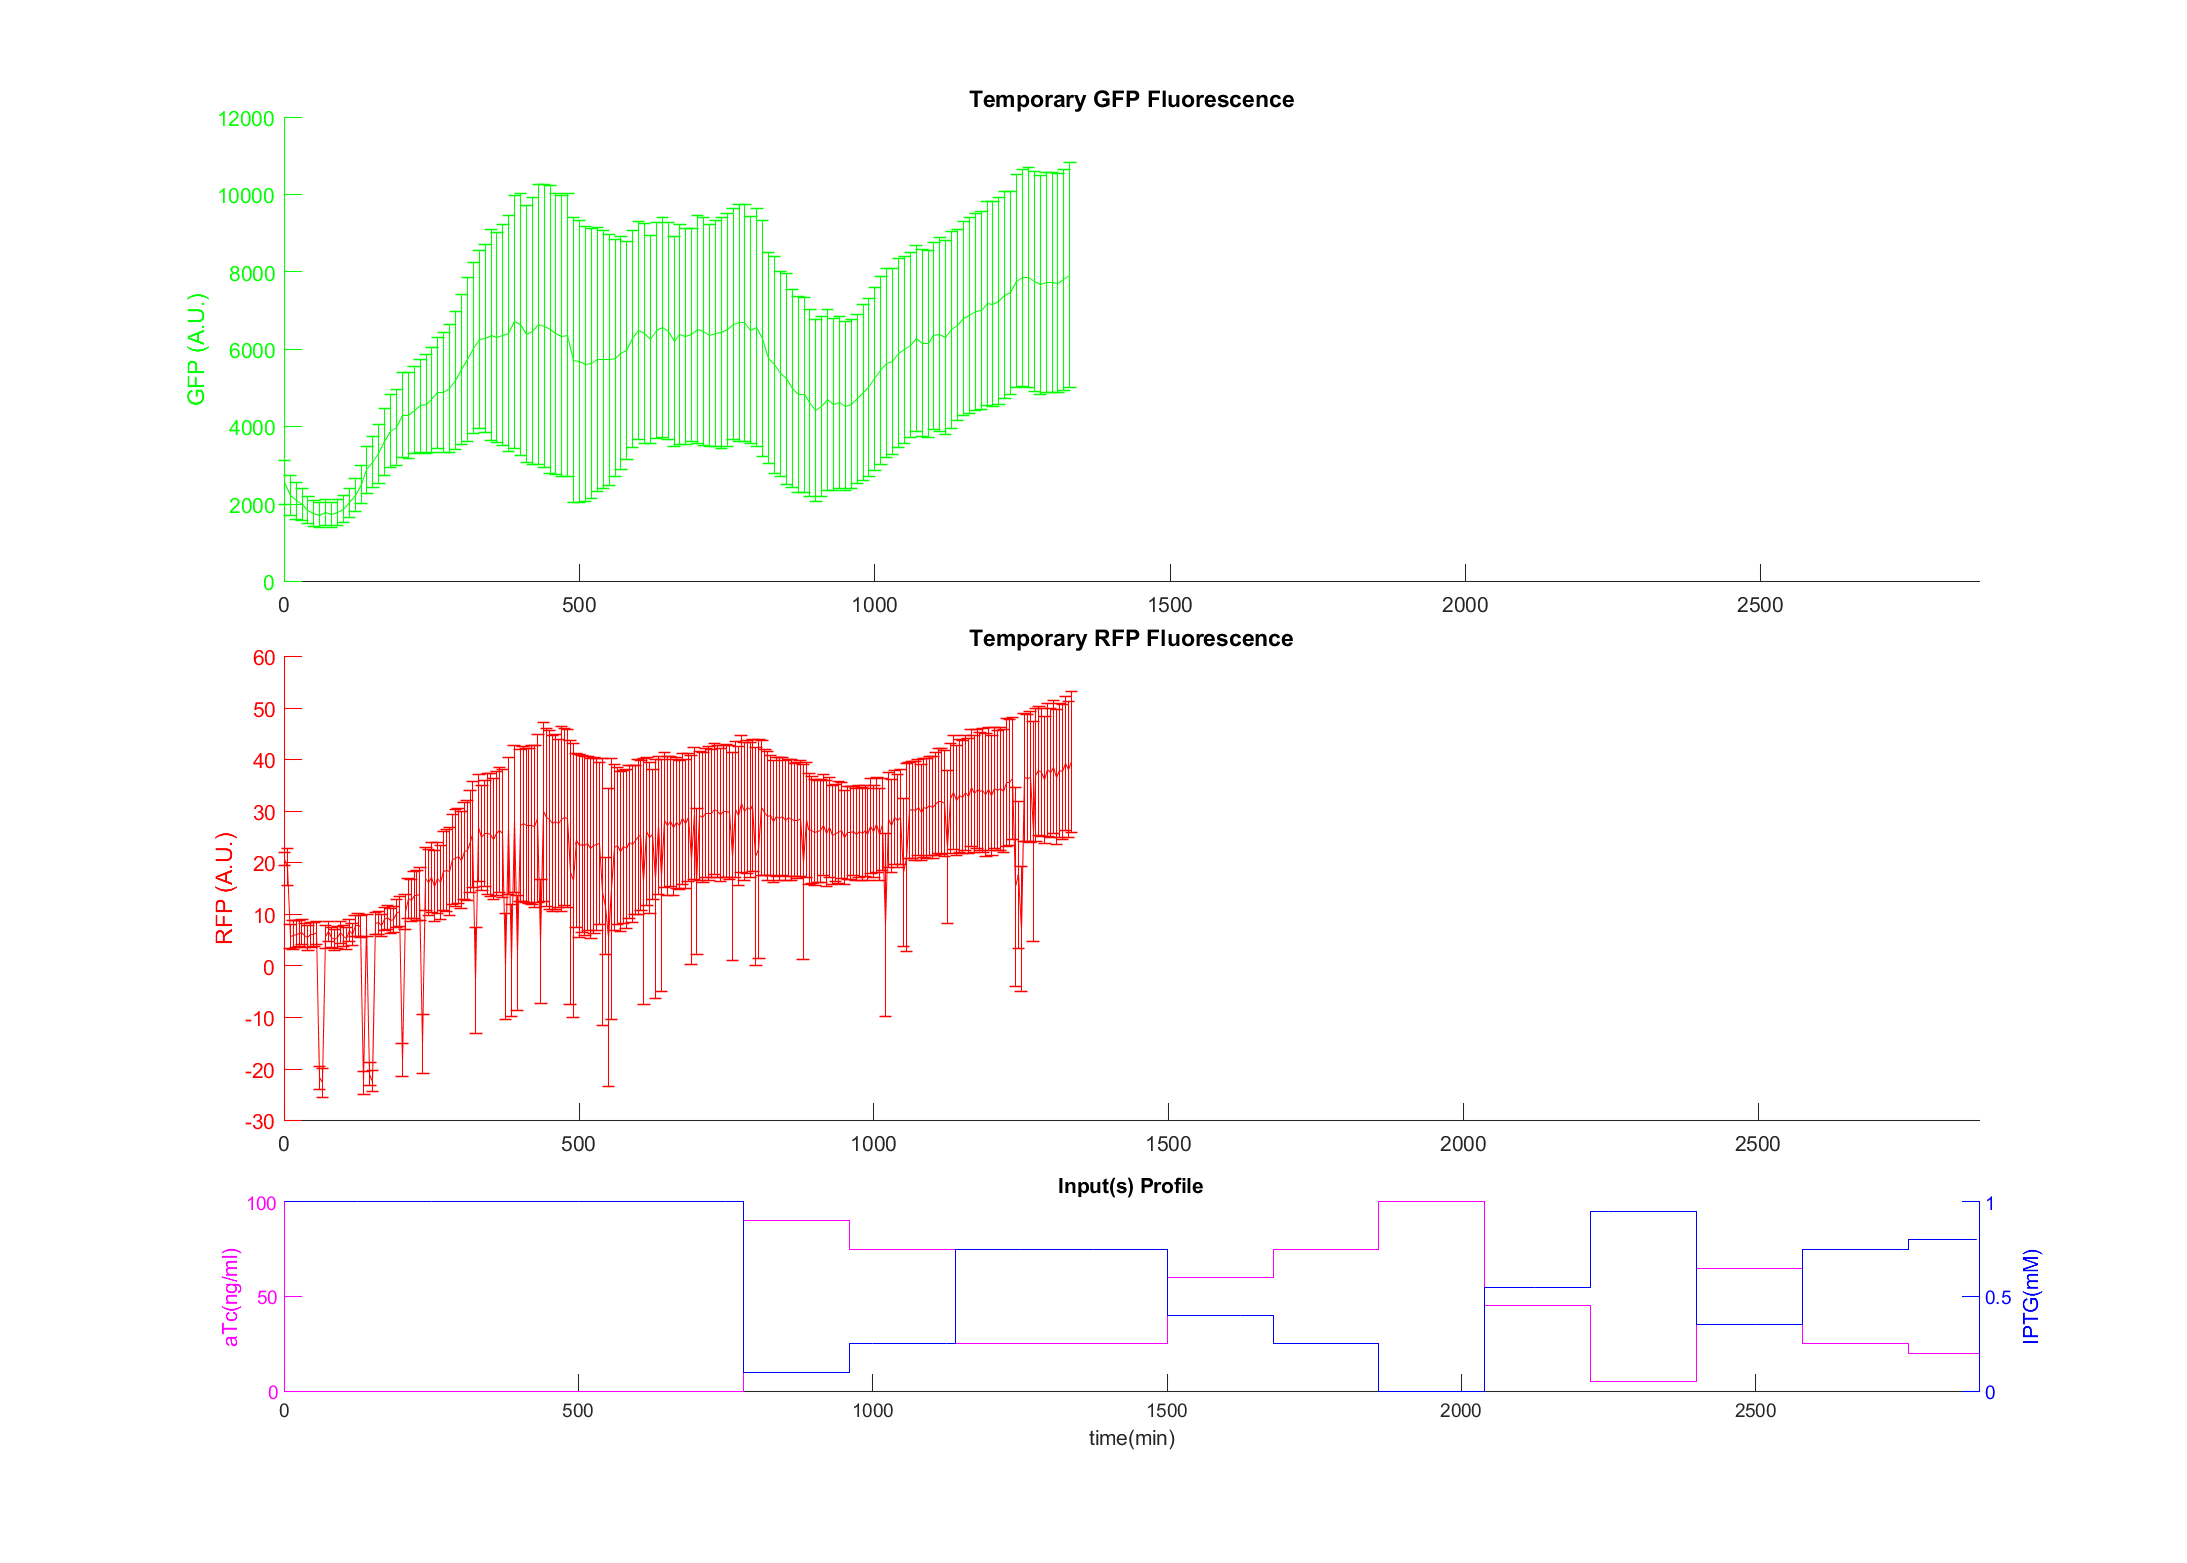 Temporary GFP Fluorescence
12000
10000
8000
6000
4000
2000
0
GFP (A.U.)
0 500 1000 1500 2000 2500
Temporary RFP Fluorescence
60
50
40
30
20
10
0
-10
-20
-30
RFP (A.U.)
0 500 1000 1500 2000 2500
Input(s) Profile
100
50
0
aTc(ng/ml)
1
0.5
0
IPTG(mM)
0 500 1000 1500 2000 2500
time(min)